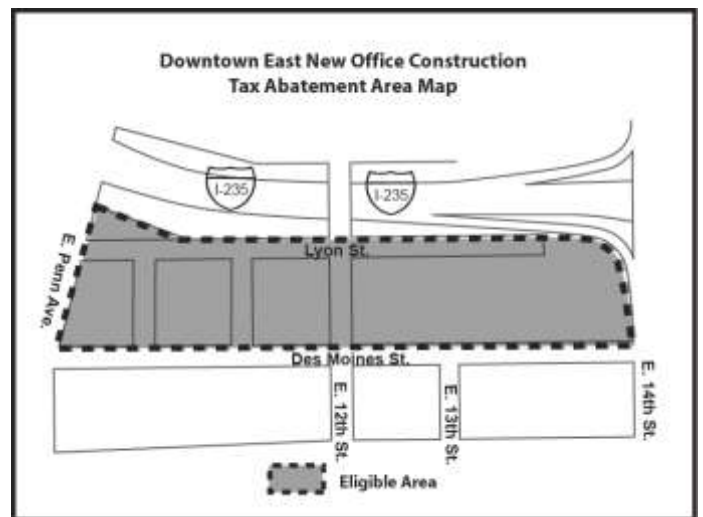 Downtown East New Office Construction
Tax Abatement Area Map
I-235
I-235
Lyon St.
E. Penn Ave.
Des Moines St.
E. 12th St.
E. 13th St.
E. 14th St.
Eligible Area